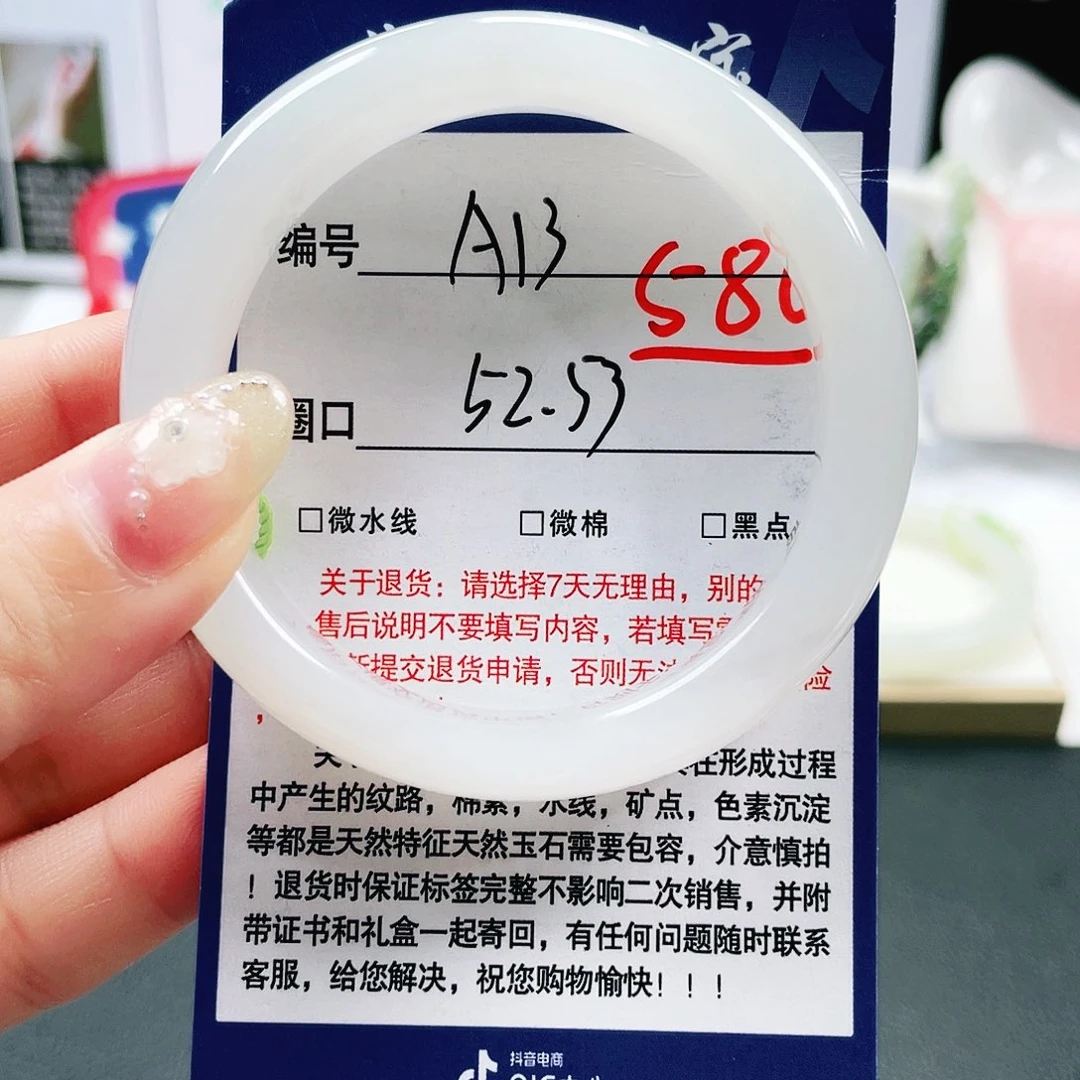 编号 A13
58
圈口 52.53
□微水线 □微棉 □黑点
关于退货：请选择7天无理由，别的
售后说明不要填写内容，若填写
提交退货申请，否则无
险
，
在形成过程
中产生的纹路，棉絮，水线，矿点，色素沉淀
等都是天然特征天然玉石需要包容，介意慎拍
！退货时保证标签完整不影响二次销售，并附
带证书和礼盒一起寄回，有任何问题随时联系
客服，给您解决，祝您购物愉快！！！
抖音电商